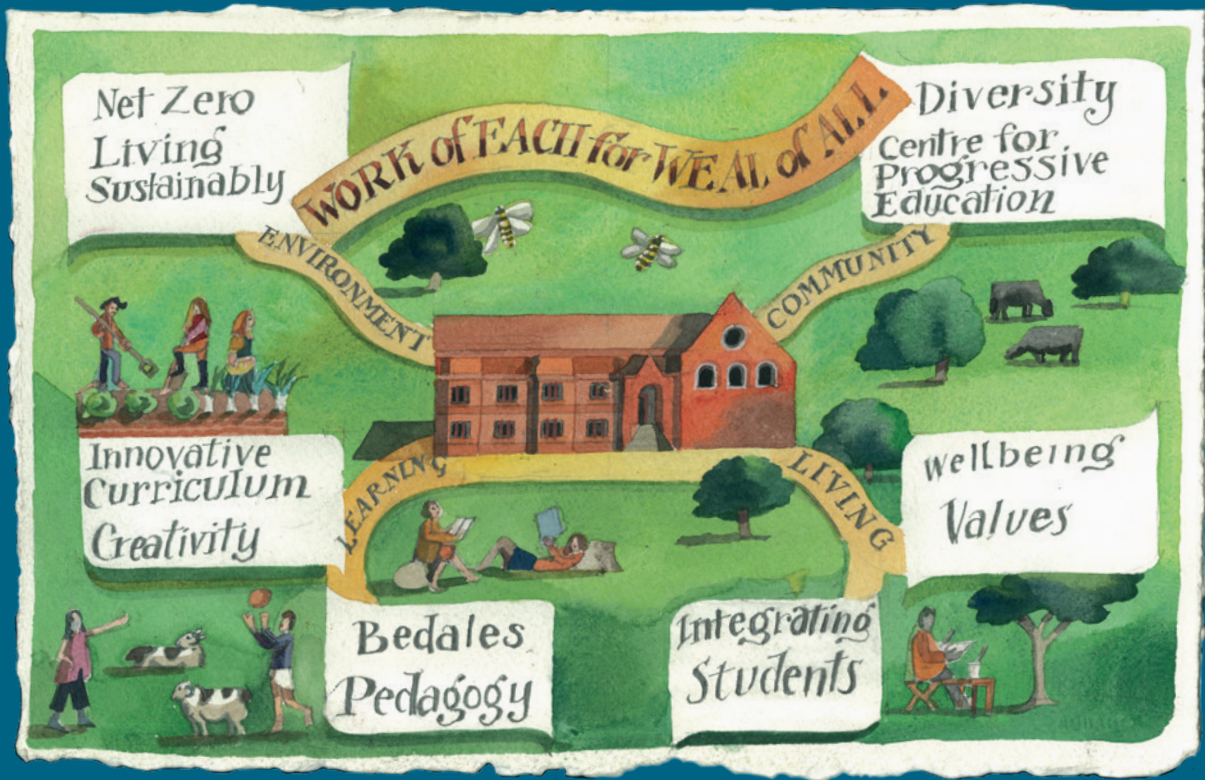 Net Zero
Living
Sustainably
WORK of EACH for WEAL of ALL
Diversity
Centre for
Progressive
Education
ENVIRONMENT
COMMUNITY
Innovative
Curriculum
Creativity
LEARNING
LIVING
Wellbeing
Values
Bedales
Pedagogy
Integrating
Students